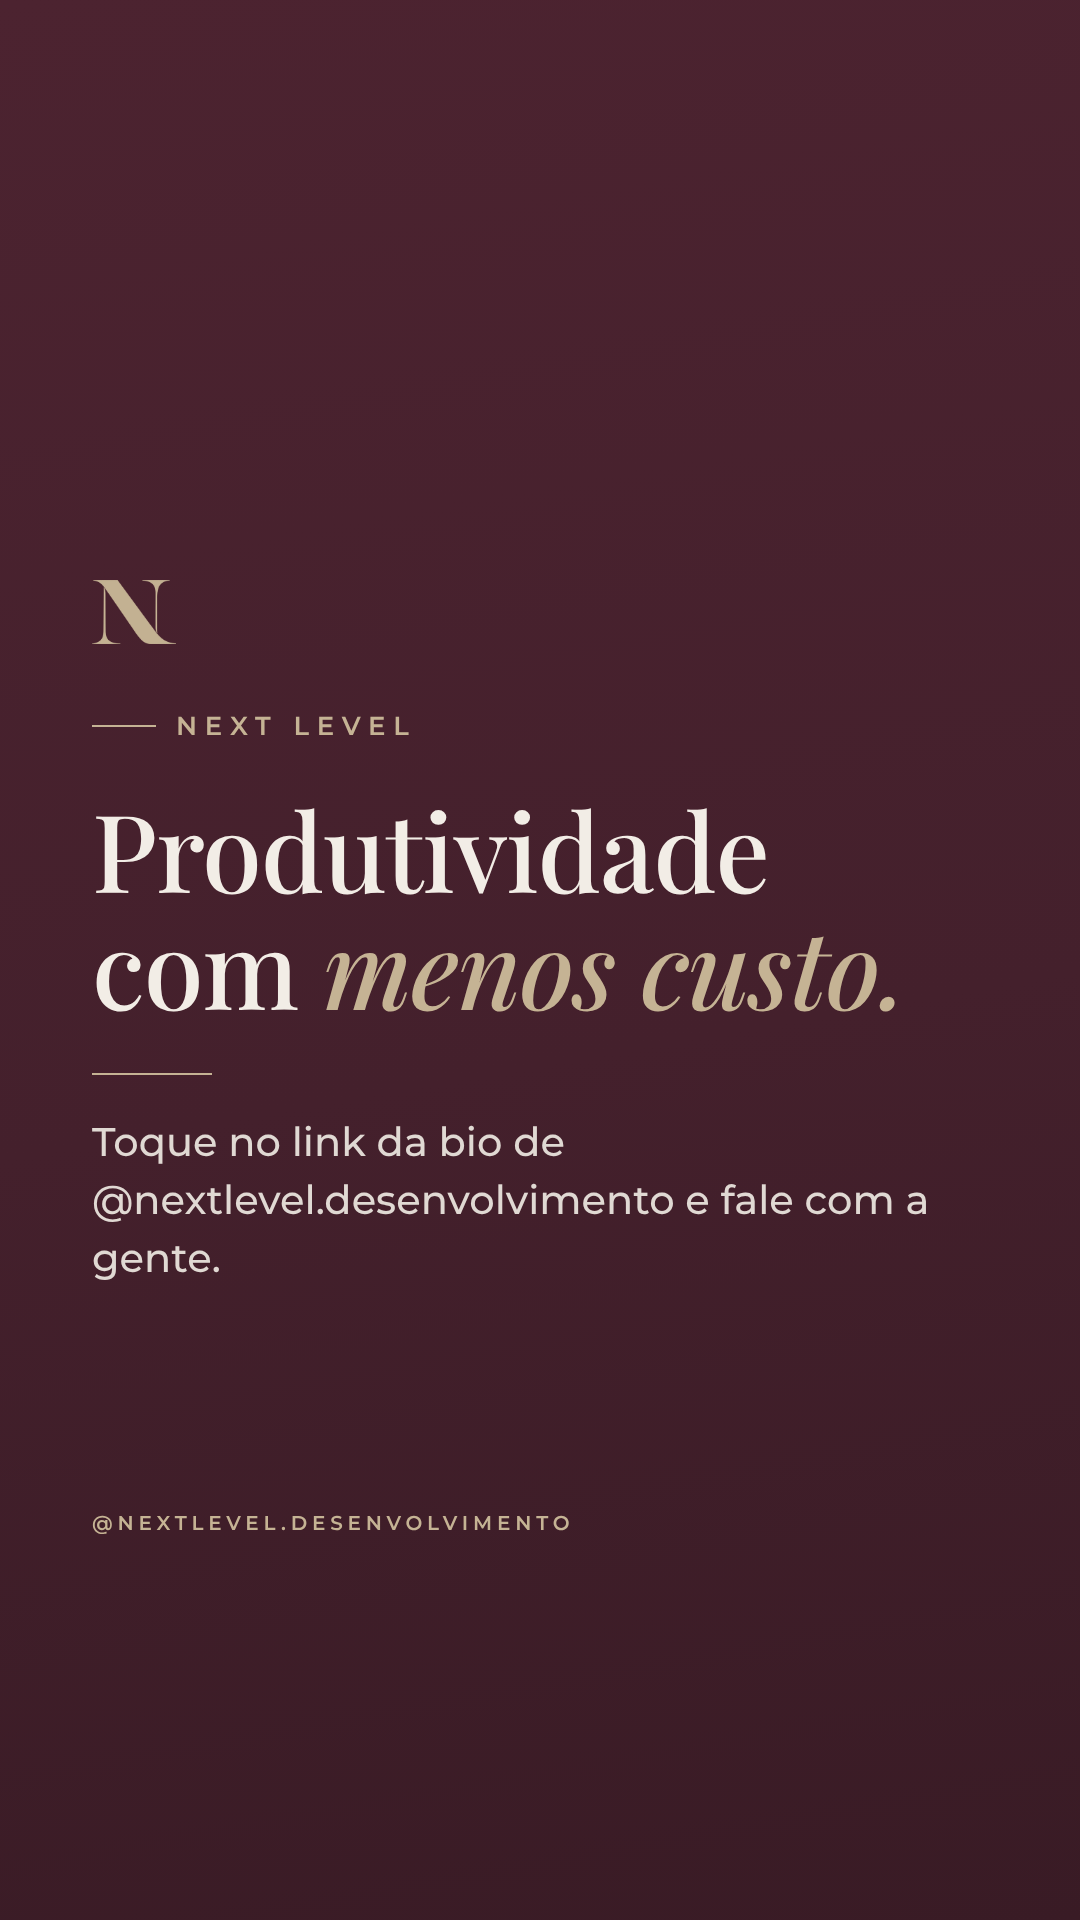 N
NEXT LEVEL
Produtividade
com menos custo.
Toque no link da bio de
@nextlevel.desenvolvimento e fale com a
gente.
@NEXTLEVEL.DESENVOLVIMENTO